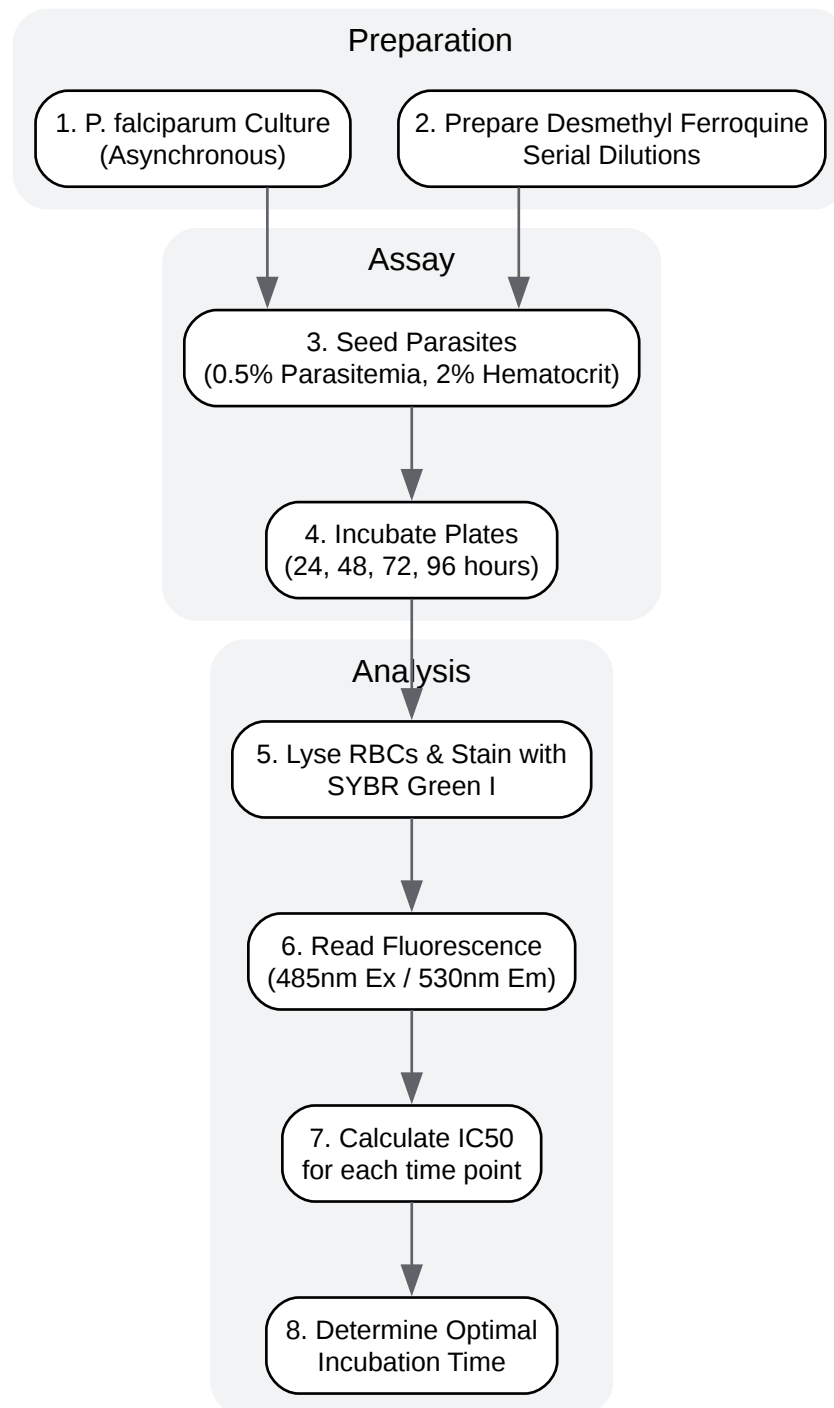 Preparation
1. P. falciparum Culture
(Asynchronous)
2. Prepare Desmethyl Ferroquine
Serial Dilutions
Assay
3. Seed Parasites
(0.5% Parasitemia, 2% Hematocrit)
4. Incubate Plates
(24, 48, 72, 96 hours)
Analysis
5. Lyse RBCs & Stain with
SYBR Green I
6. Read Fluorescence
(485nm Ex / 530nm Em)
7. Calculate IC50
for each time point
8. Determine Optimal
Incubation Time